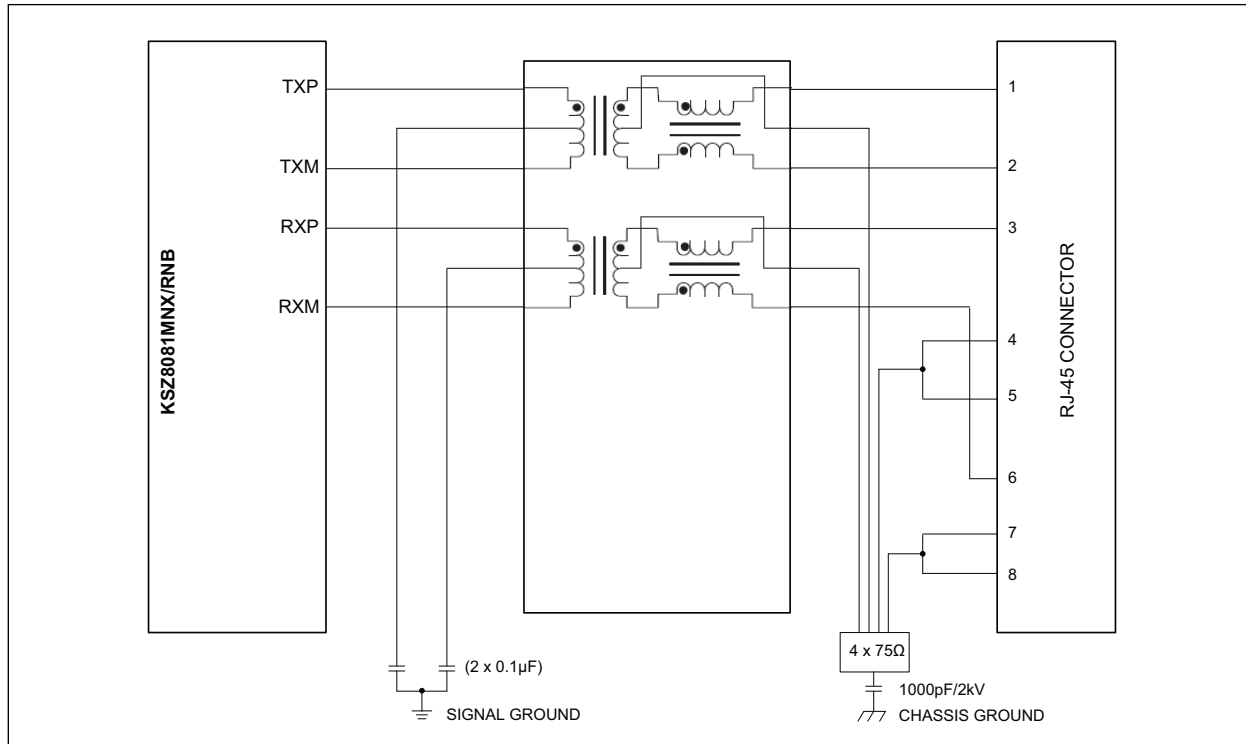 KSZ8081MNX/RNB
TXP
TXM
RXP
RXM
1
2
3
4
5
6
7
8
RJ-45 CONNECTOR
(2 x 0.1µF)
SIGNAL GROUND
4 x 75Ω
1000pF/2kV
CHASSIS GROUND